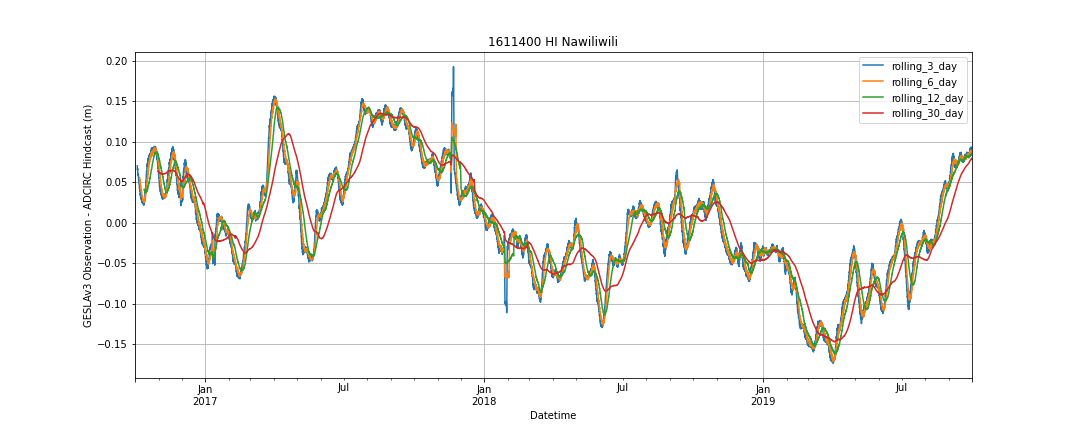 1611400 HI Nawiliwili
GESLAv3 Observation - ADCIRC Hindcast (m)
0.20
0.15
0.10
0.05
0.00
−0.05
−0.10
−0.15
rolling_3_day
rolling_6_day
rolling_12_day
rolling_30_day
Jan
2017
Jul
Jan
2018
Jul
Jan
2019
Jul
Datetime